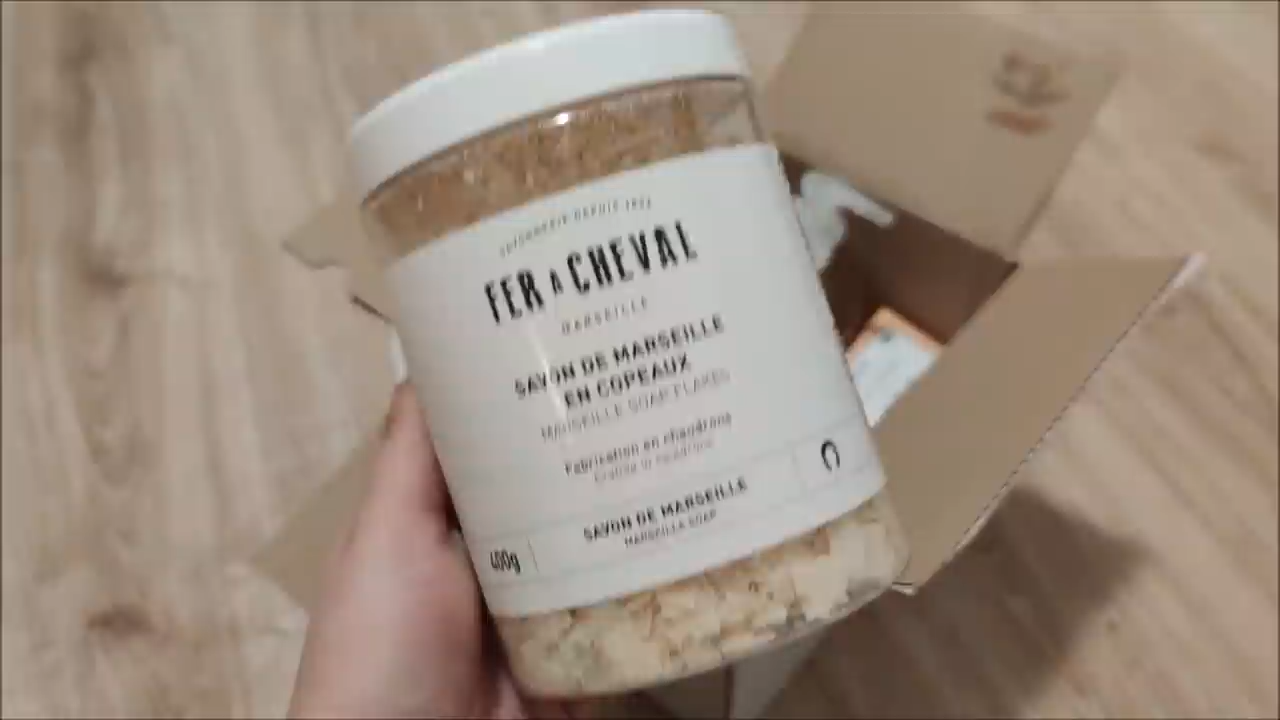 SAVONNERIE DEPUIS 1856
FER À CHEVAL
MARSEILLE
SAVON DE MARSEILLE
EN COPEAUX
MARSEILLE SOAP FLAKES
Fabrication en chaudrons
SAVON DE MARSEILLE
MARSEILLE SOAP
400g